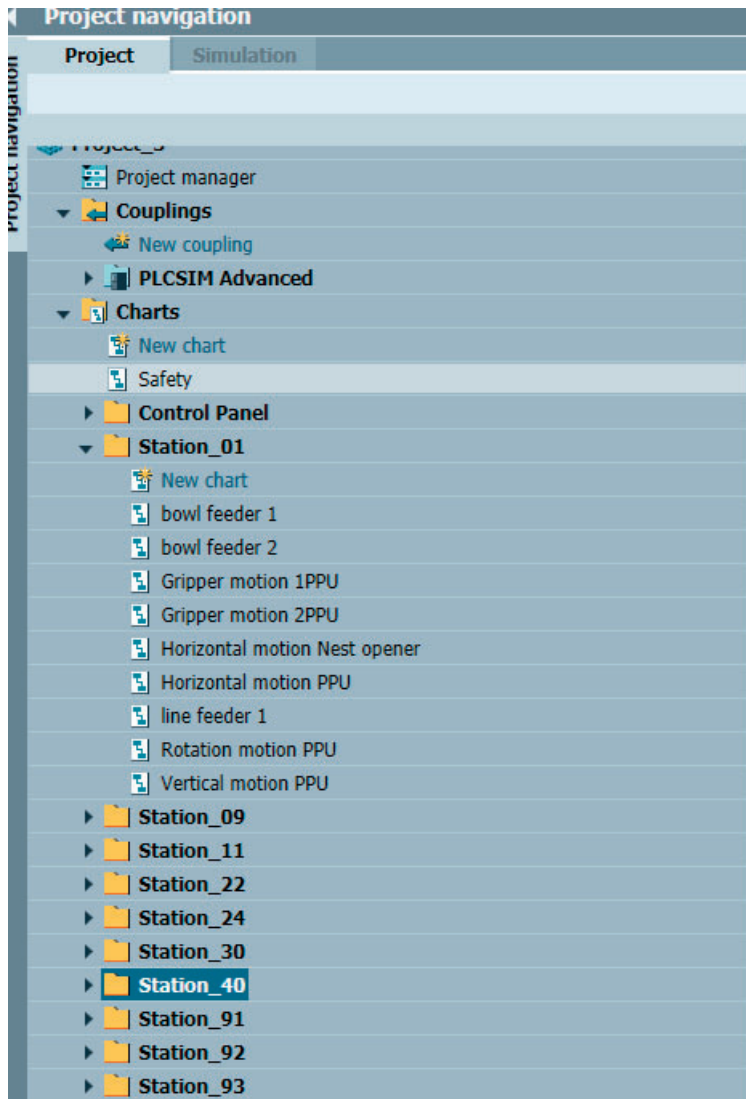 Project navigation
Project Simulation
Project navigation
Project_5
Project manager
Couplings
New coupling
PLCSIM Advanced
Charts
New chart
Safety
Control Panel
Station_01
New chart
bowl feeder 1
bowl feeder 2
Gripper motion 1PPU
Gripper motion 2PPU
Horizontal motion Nest opener
Horizontal motion PPU
line feeder 1
Rotation motion PPU
Vertical motion PPU
Station_09
Station_11
Station_22
Station_24
Station_30
Station_40
Station_91
Station_92
Station_93